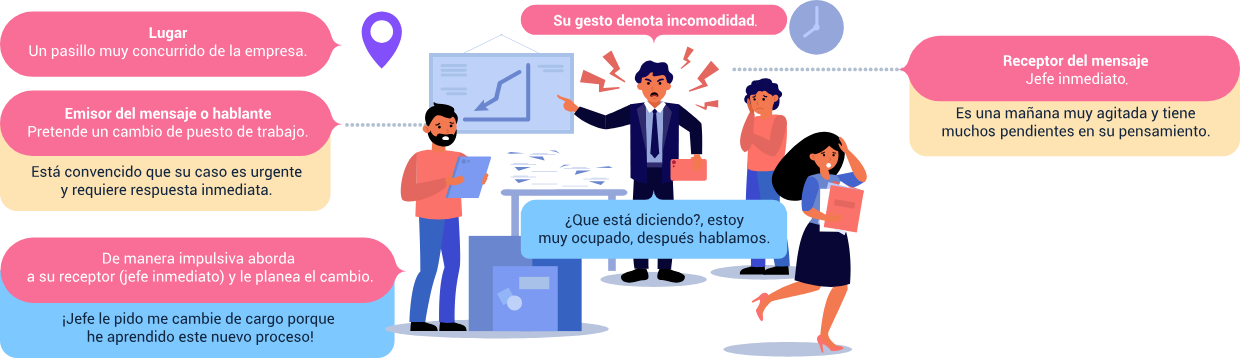 Lugar
Un pasillo muy concurrido de la empresa.
Emisor del mensaje o hablante
Pretende un cambio de puesto de trabajo.
Está convencido que su caso es urgente
y requiere respuesta inmediata.
De manera impulsiva aborda
a su receptor (jefe inmediato) y le planea el cambio.
¡Jefe le pido me cambie de cargo porque
he aprendido este nuevo proceso!
Su gesto denota incomodidad.
¿Que está diciendo?, estoy
muy ocupado, después hablamos.
Receptor del mensaje
Jefe inmediato.
Es una mañana muy agitada y tiene
muchos pendientes en su pensamiento.